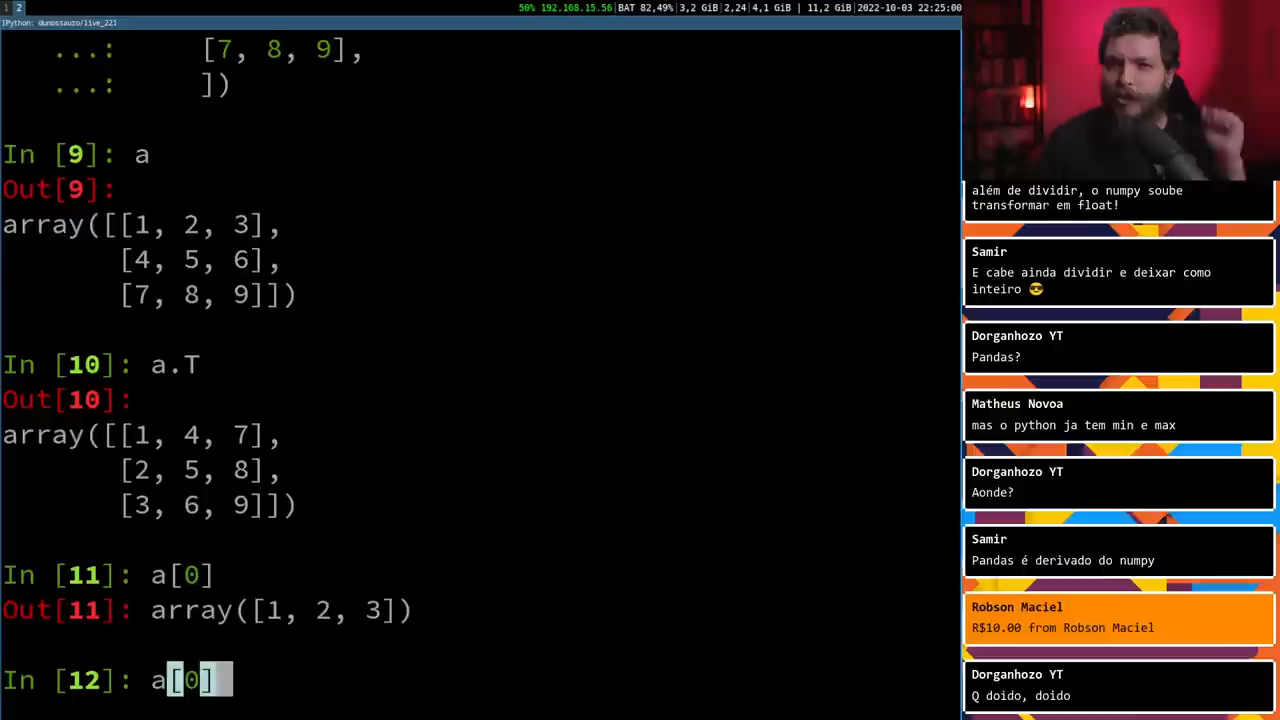 1 2
50% 192.168.15.56|BAT 82,49%|3,2 GiB | 2,24 | 4,1 GiB | 11,2 GiB|2022-10-03 22:25:00
IPython: dunossauro/live_221
...: [7, 8, 9],
...: ])
In [9]: a
Out[9]:
array([[1, 2, 3],
[4, 5, 6],
[7, 8, 9]])
In [10]: a.T
Out[10]:
array([[1, 4, 7],
[2, 5, 8],
[3, 6, 9]])
In [11]: a[0]
Out[11]: array([1, 2, 3])
In [12]: a[0]
além de dividir, o numpy soube
transformar em float!
Samir
E cabe ainda dividir e deixar como
inteiro 😎
Dorganhozo YT
Pandas?
Matheus Novoa
mas o python ja tem min e max
Dorganhozo YT
Aonde?
Samir
Pandas é derivado do numpy
Robson Maciel
R$10.00 from Robson Maciel
Dorganhozo YT
Q doido, doido